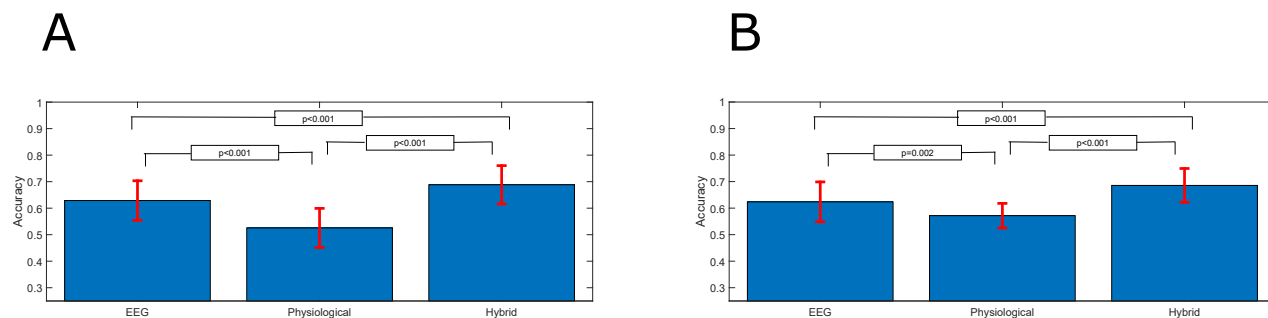 A
B
1
0.9
0.8
0.7
0.6
0.5
0.4
0.3
Accuracy
p<0.001
p<0.001
p<0.001
EEG
Physiological
Hybrid
1
0.9
0.8
0.7
0.6
0.5
0.4
0.3
Accuracy
p<0.001
p=0.002
p<0.001
EEG
Physiological
Hybrid